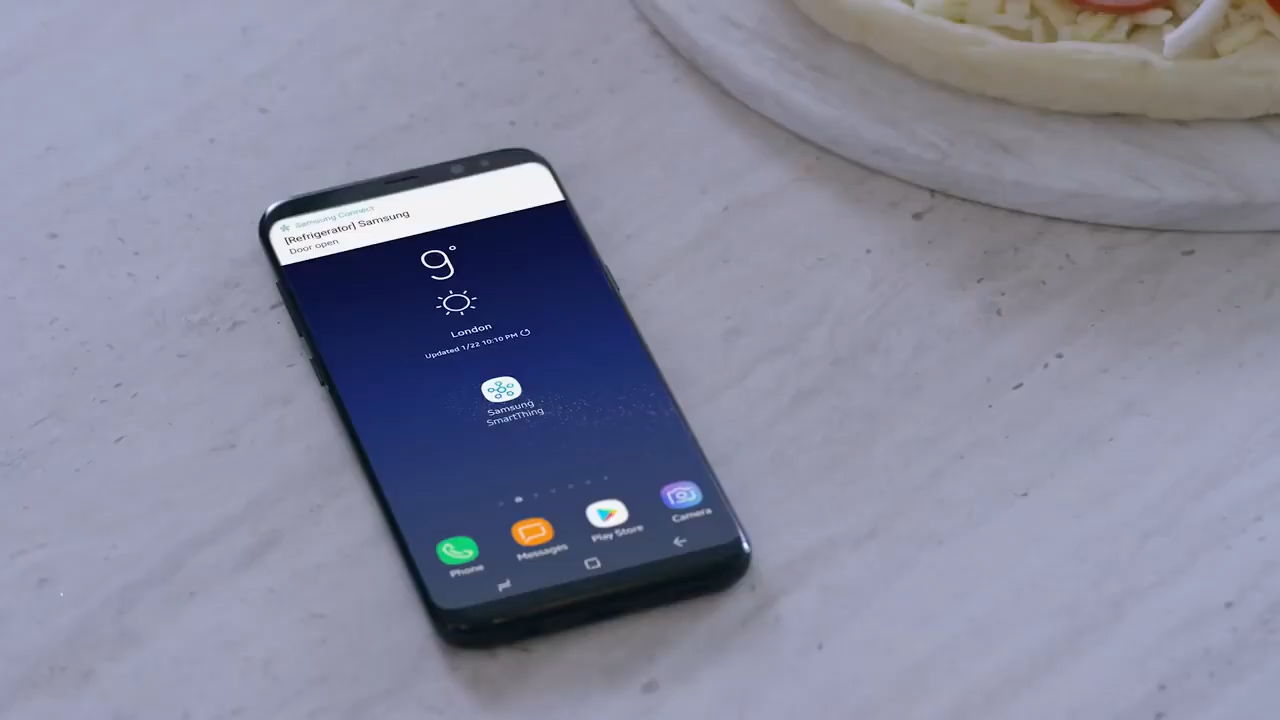 Samsung Connect
[Refrigerator] Samsung
Door open
9°
London
Updated 1/22 10:10 PM
Samsung
SmartThing
Phone
Messages
Play Store
Camera